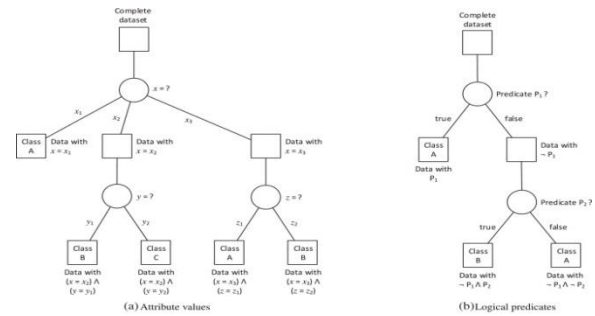 Complete
dataset
x = ?
x₁
x₂
x₃
Class
A
Data with
x = x₁
Data with
x = x₂
Data with
x = x₃
y = ?
z = ?
y₁
y₂
z₁
z₂
Class
B
Class
C
Class
A
Class
B
Data with
(x = x₂) Λ
(y = y₁)
Data with
(x = x₂) Λ
(y = y₂)
Data with
(x = x₃) Λ
(z = z₁)
Data with
(x = x₃) Λ
(z = z₂)
(a) Attribute values
Complete
dataset
Predicate P₁ ?
true
false
Class
A
Data with
P₁
Data with
¬ P₁
Predicate P₂ ?
true
false
Class
B
Class
A
Data with
¬ P₁ Λ P₂
Data with
¬ P₁ Λ ¬ P₂
(b) Logical predicates